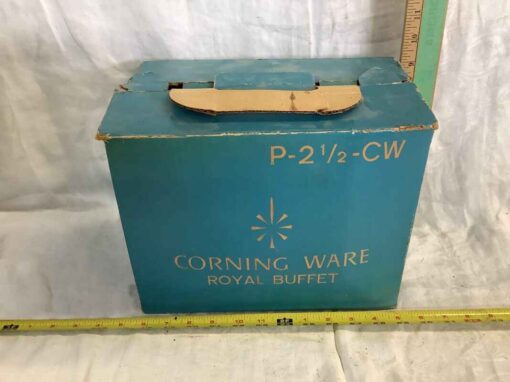 P-2 1/2-CW
CORNING WARE
ROYAL BUFFET